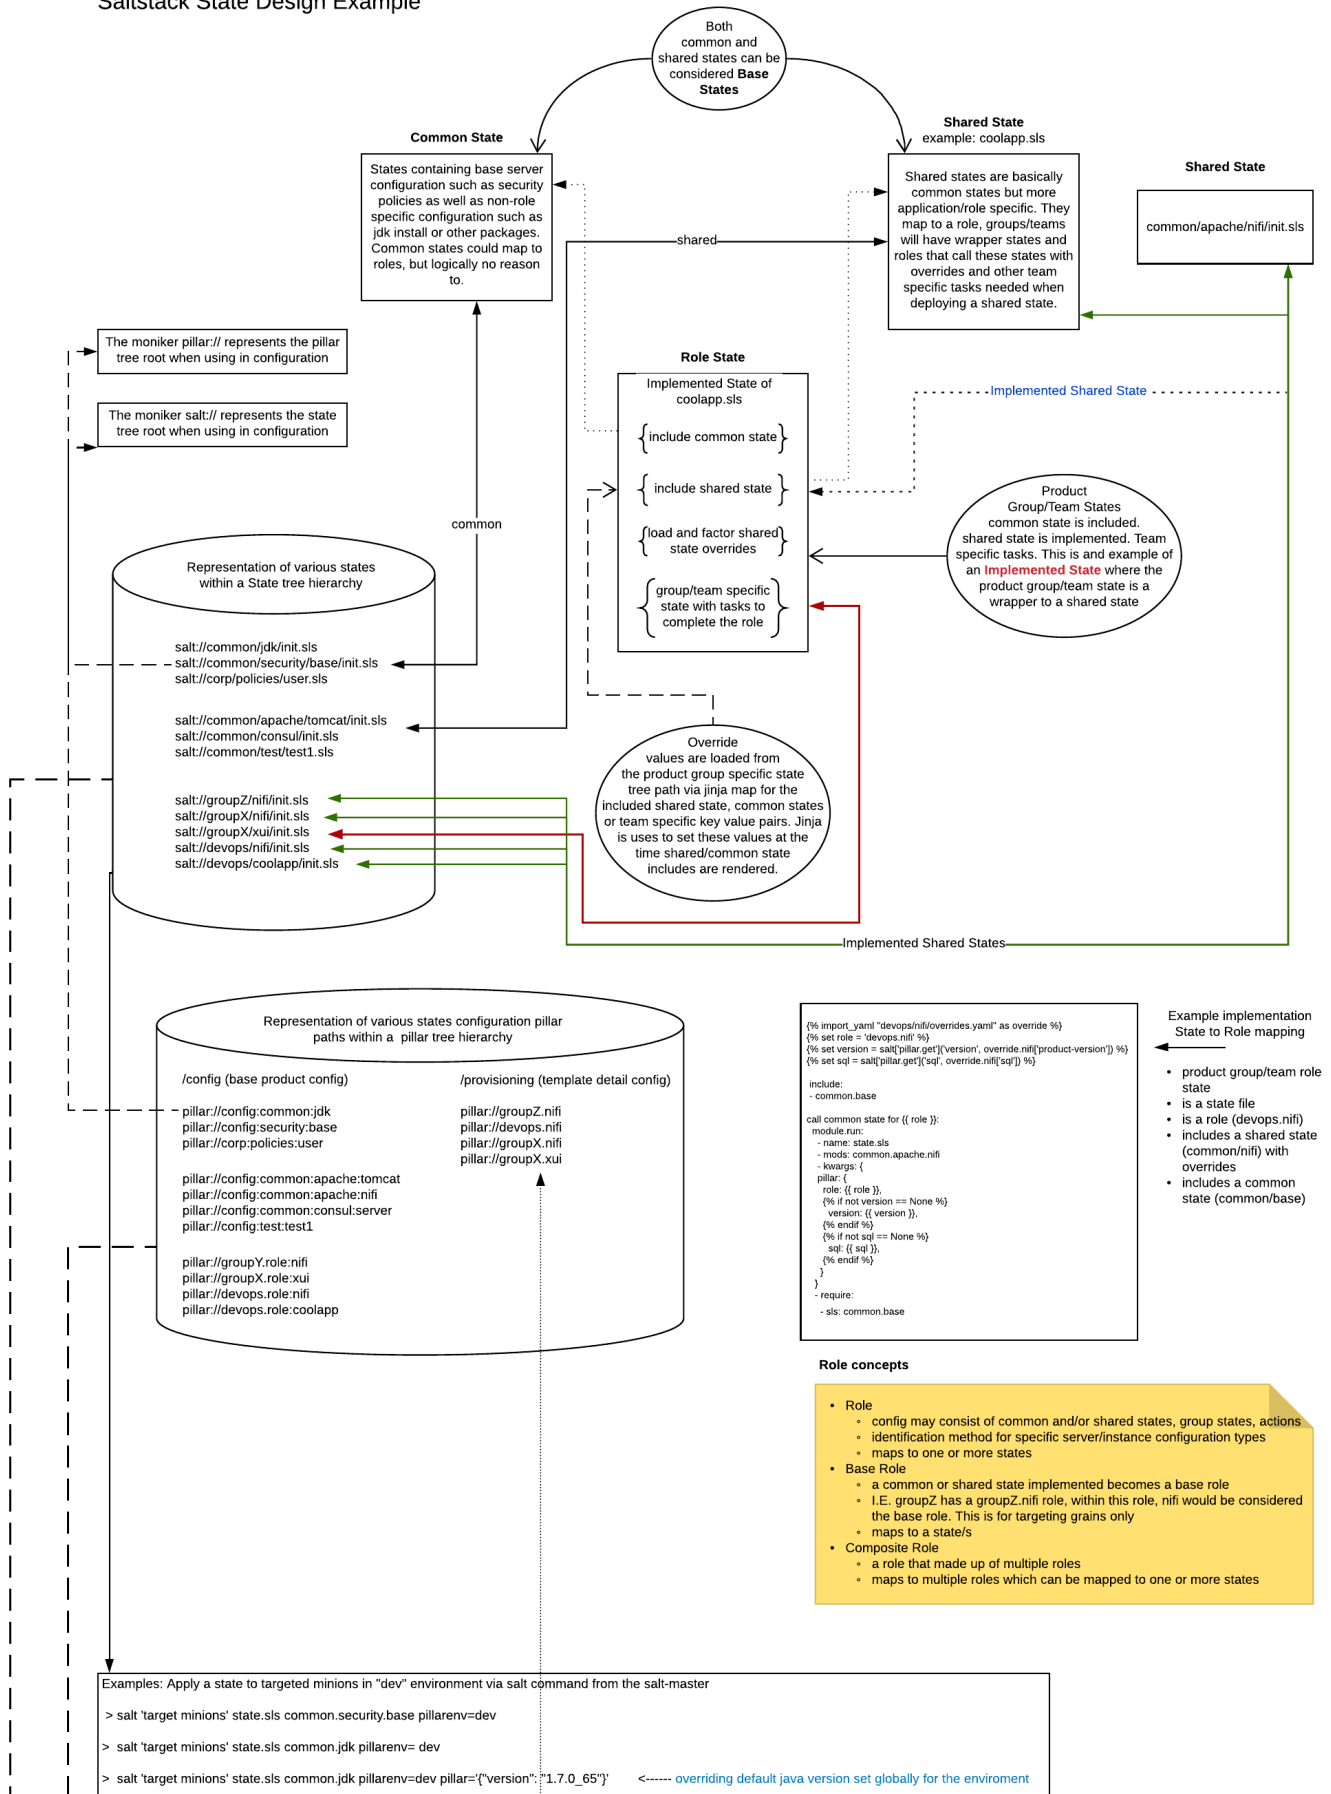 Saltstack State Design Example
Both
common and
shared states can be
considered Base
States
Common State
States containing base server
configuration such as security
policies as well as non-role
specific configuration such as
jdk install or other packages.
Common states could map to
roles, but logically no reason
to.
Shared State
example: coolapp.sls
Shared states are basically
common states but more
application/role specific. They
map to a role, groups/teams
will have wrapper states and
roles that call these states with
overrides and other team
specific tasks needed when
deploying a shared state.
Shared State
common/apache/nifi/init.sls
shared
The moniker pillar:// represents the pillar
tree root when using in configuration
The moniker salt:// represents the state
tree root when using in configuration
Role State
Implemented State of
coolapp.sls
include common state
include shared state
load and factor shared
state overrides
group/team specific
state with tasks to
complete the role
Implemented Shared State
Product
Group/Team States
common state is included.
shared state is implemented. Team
specific tasks. This is and example of
an Implemented State where the
product group/team state is a
wrapper to a shared state
common
Representation of various states
within a State tree hierarchy
salt://common/jdk/init.sls
salt://common/security/base/init.sls
salt://corp/policies/user.sls
salt://common/apache/tomcat/init.sls
salt://common/consul/init.sls
salt://common/test/test1.sls
salt://groupZ/nifi/init.sls
salt://groupX/nifi/init.sls
salt://groupX/xui/init.sls
salt://devops/nifi/init.sls
salt://devops/coolapp/init.sls
Override
values are loaded from
the product group specific state
tree path via jinja map for the
included shared state, common states
or team specific key value pairs. Jinja
is uses to set these values at the
time shared/common state
includes are rendered.
Implemented Shared States
Representation of various states configuration pillar
paths within a  pillar tree hierarchy
/config (base product config)
pillar://config:common:jdk
pillar://config:security:base
pillar://corp:policies:user
pillar://config:common:apache:tomcat
pillar://config:common:apache:nifi
pillar://config:common:consul:server
pillar://config:test:test1
pillar://groupY.role:nifi
pillar://groupX.role:xui
pillar://devops.role:nifi
pillar://devops.role:coolapp
/provisioning (template detail config)
pillar://groupZ.nifi
pillar://devops.nifi
pillar://groupX.nifi
pillar://groupX.xui
{% import_yaml "devops/nifi/overrides.yaml" as override %}
{% set role = 'devops.nifi' %}
{% set version = salt['pillar.get']('version', override.nifi['product-version']) %}
{% set sql = salt['pillar.get']('sql', override.nifi['sql']) %}
include:
- common.base
call common state for {{ role }}:
module.run:
- name: state.sls
- mods: common.apache.nifi
- kwargs: {
pillar: {
role: {{ role }},
{% if not version == None %}
version: {{ version }},
{% endif %}
{% if not sql == None %}
sql: {{ sql }},
{% endif %}
}
}
- require:
- sls: common.base
Example implementation
State to Role mapping
• product group/team role
state
• is a state file
• is a role (devops.nifi)
• includes a shared state
(common/nifi) with
overrides
• includes a common
state (common/base)
Role concepts
• Role
◦ config may consist of common and/or shared states, group states, actions
◦ identification method for specific server/instance configuration types
◦ maps to one or more states
• Base Role
◦ a common or shared state implemented becomes a base role
◦ I.E. groupZ has a groupZ.nifi role, within this role, nifi would be considered
the base role. This is for targeting grains only
◦ maps to a state/s
• Composite Role
◦ a role that made up of multiple roles
◦ maps to multiple roles which can be mapped to one or more states
Examples: Apply a state to targeted minions in "dev" environment via salt command from the salt-master
> salt 'target minions' state.sls common.security.base pillarenv=dev
>  salt 'target minions' state.sls common.jdk pillarenv= dev
>  salt 'target minions' state.sls common.jdk pillarenv=dev pillar='{"version": "1.7.0_65"}' <------ overriding default java version set globally for the enviroment